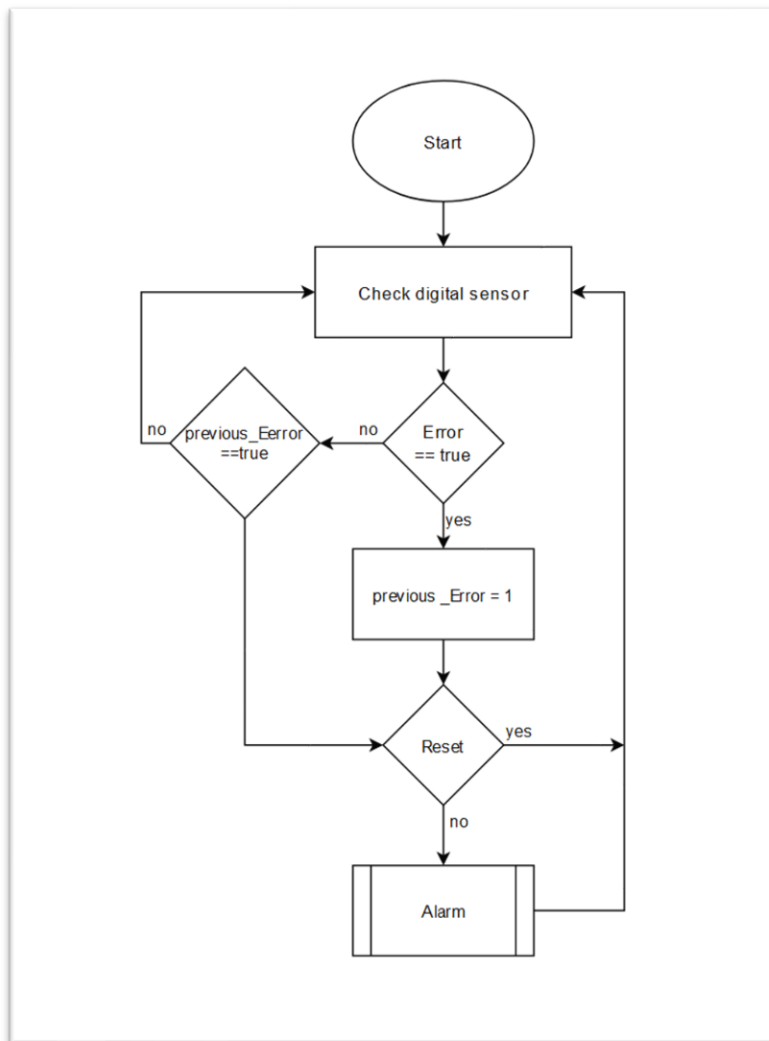 Start
Check digital sensor
Error
== true
no
previous_Eerror
==true
no
yes
previous _Error = 1
Reset
yes
no
Alarm